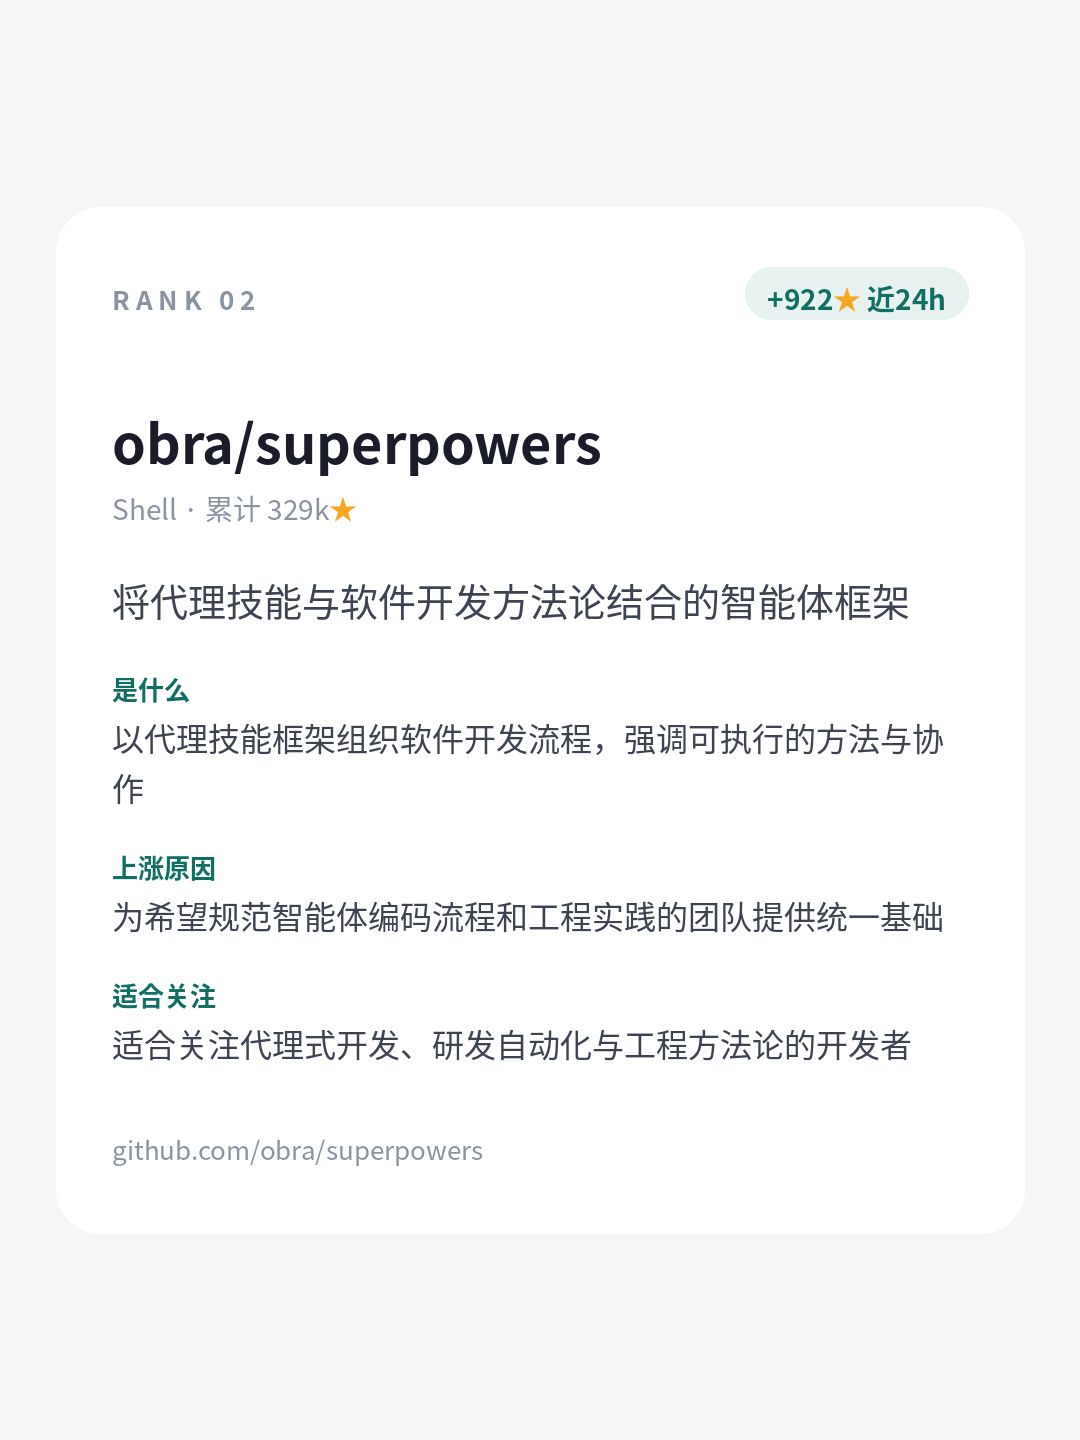 RANK 02
+922★ 近24h
obra/superpowers
Shell · 累计 329k★
将代理技能与软件开发方法论结合的智能体框架
是什么
以代理技能框架组织软件开发流程，强调可执行的方法与协
作
上涨原因
为希望规范智能体编码流程和工程实践的团队提供统一基础
适合关注
适合关注代理式开发、研发自动化与工程方法论的开发者
github.com/obra/superpowers